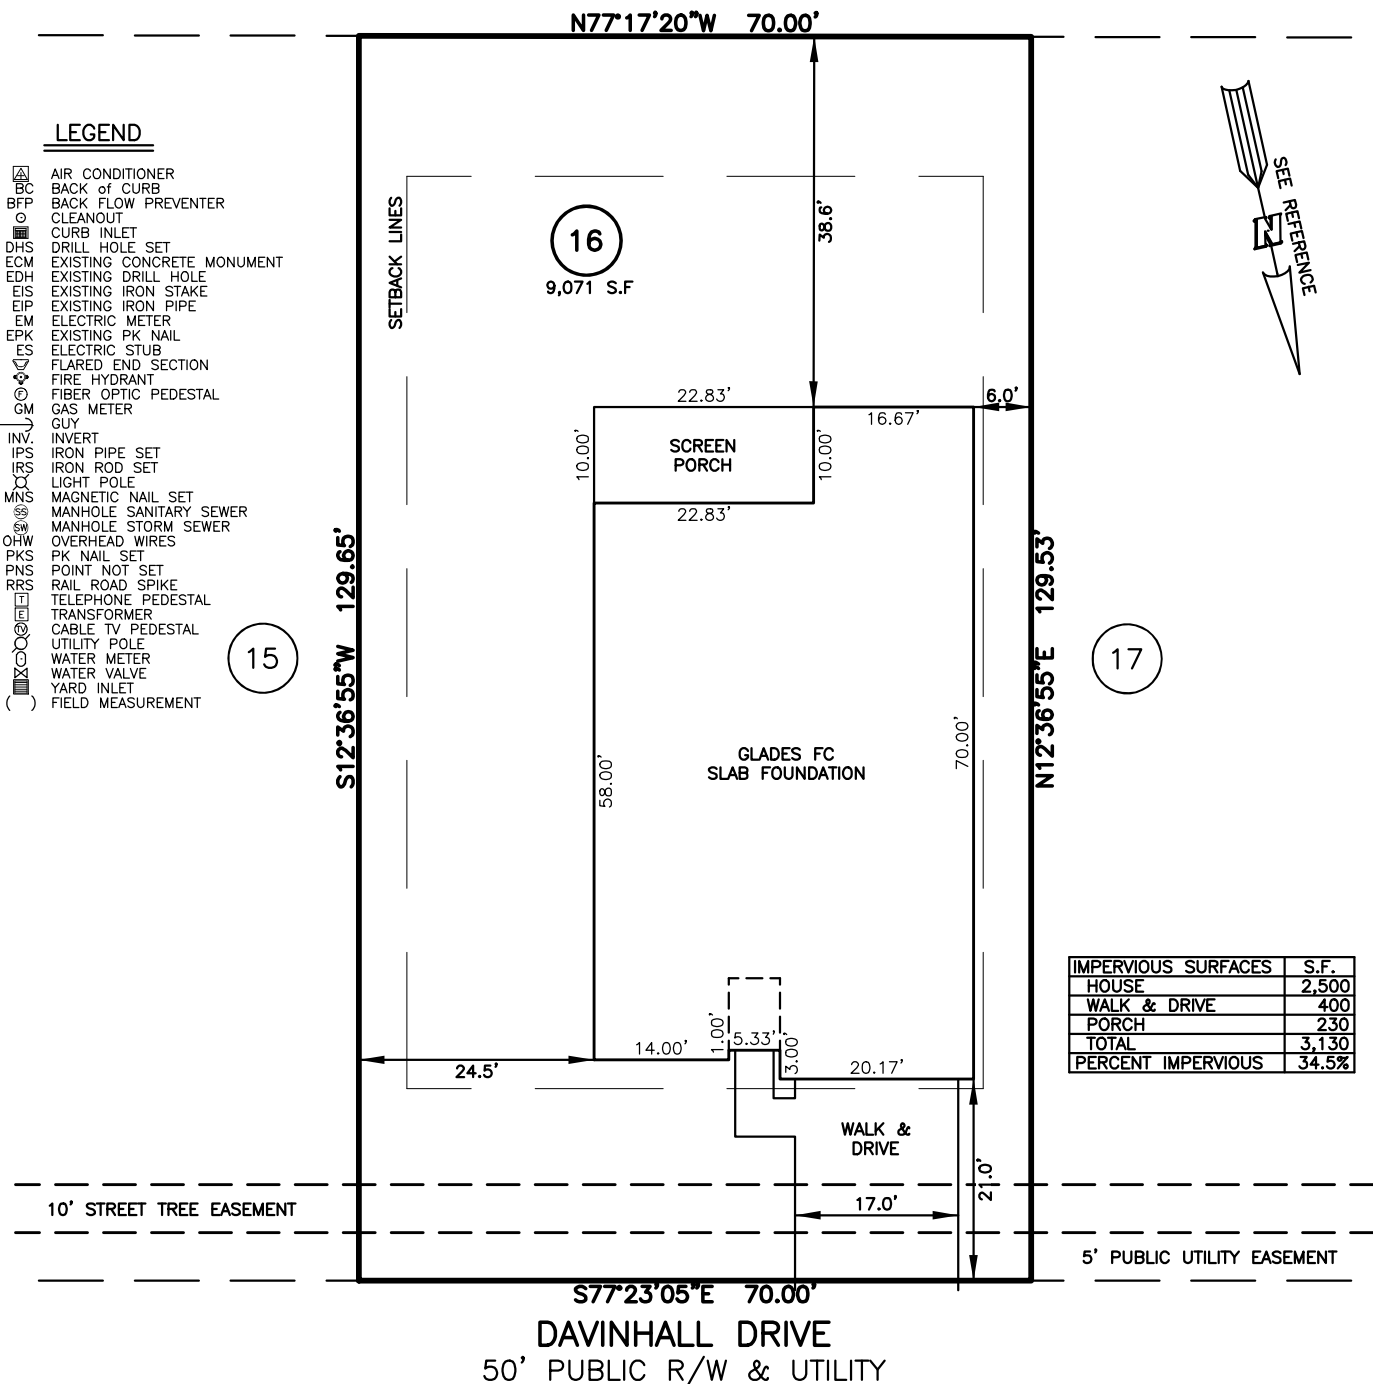 N77°17'20"W 70.00'
LEGEND
AIR CONDITIONER
BC BACK of CURB
BFP BACK FLOW PREVENTER
CLEANOUT
CURB INLET
DHS DRILL HOLE SET
ECM EXISTING CONCRETE MONUMENT
EDH EXISTING DRILL HOLE
EIS EXISTING IRON STAKE
EIP EXISTING IRON PIPE
EM ELECTRIC METER
EPK EXISTING PK NAIL
ES ELECTRIC STUB
FLARED END SECTION
FIRE HYDRANT
F FIBER OPTIC PEDESTAL
GM GAS METER
GUY
INV. INVERT
IPS IRON PIPE SET
IRS IRON ROD SET
LIGHT POLE
MNS MAGNETIC NAIL SET
SS MANHOLE SANITARY SEWER
SW MANHOLE STORM SEWER
OHW OVERHEAD WIRES
PKS PK NAIL SET
PNS POINT NOT SET
RRS RAIL ROAD SPIKE
T TELEPHONE PEDESTAL
E TRANSFORMER
TV CABLE TV PEDESTAL
UTILITY POLE
WATER METER
WATER VALVE
YARD INLET
( ) FIELD MEASUREMENT
SETBACK LINES
16
9,071 S.F
38.6'
N
SEE REFERENCE
22.83'
16.67'
6.0'
10.00'
SCREEN
PORCH
10.00'
22.83'
S12°36'55"W 129.65'
N12°36'55"E 129.53'
15
17
58.00'
GLADES FC
SLAB FOUNDATION
70.00'
24.5'
14.00'
1.00'
5.33'
3.00'
20.17'
WALK &
DRIVE
21.0'
17.0'
IMPERVIOUS SURFACES S.F.
HOUSE 2,500
WALK & DRIVE 400
PORCH 230
TOTAL 3,130
PERCENT IMPERVIOUS 34.5%
10' STREET TREE EASEMENT
5' PUBLIC UTILITY EASEMENT
S77°23'05"E 70.00'
DAVINHALL DRIVE
50' PUBLIC R/W & UTILITY